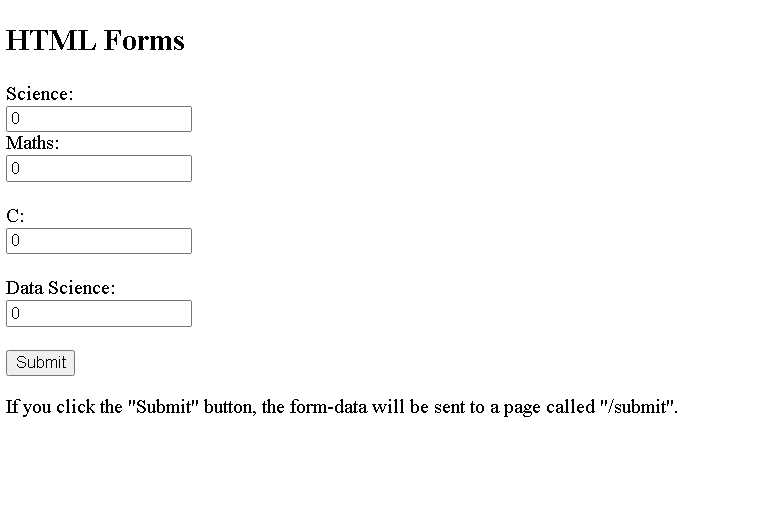 HTML Forms
Science:
0
Maths:
0
C:
0
Data Science:
0
Submit
If you click the "Submit" button, the form-data will be sent to a page called "/submit".